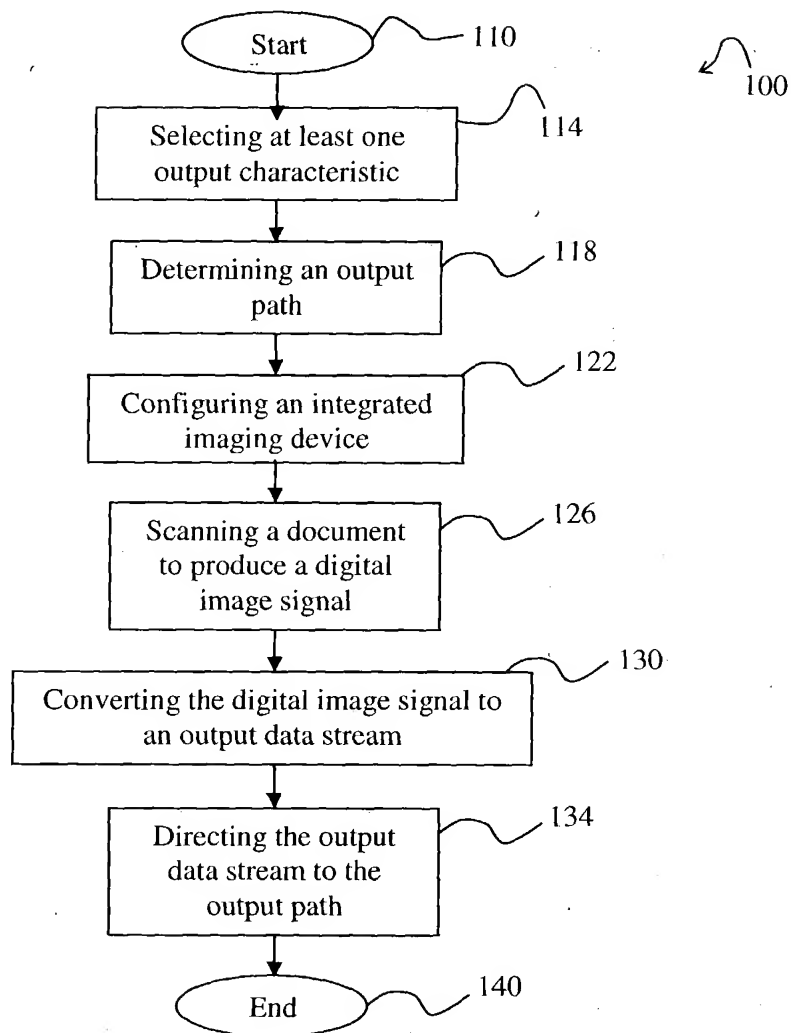 Start
110
100
Selecting at least one
output characteristic
114
Determining an output
path
118
Configuring an integrated
imaging device
122
Scanning a document
to produce a digital
image signal
126
Converting the digital image signal to
an output data stream
130
Directing the output
data stream to the
output path
134
End
140